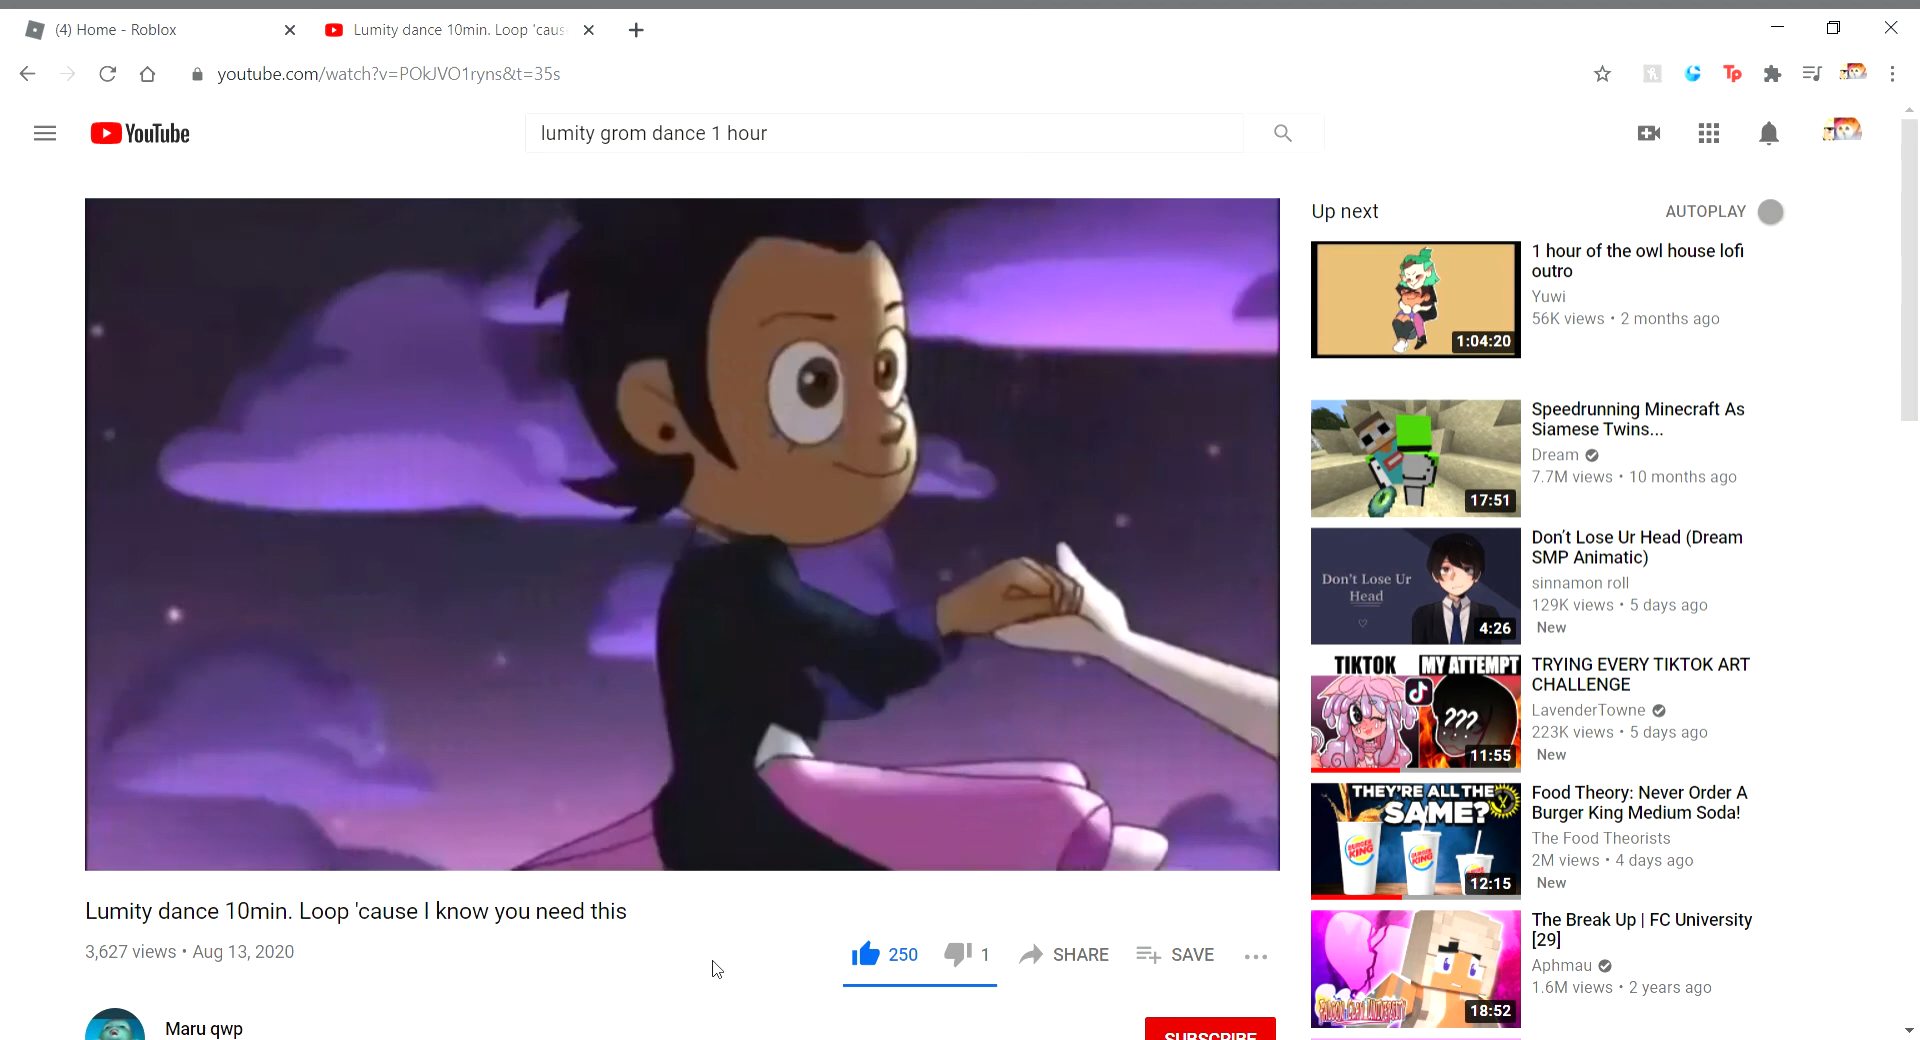 (4) Home - Roblox
Lumity dance 10min. Loop 'caus
youtube.com/watch?v=POkJVO1ryns&t=35s
Tp
YouTube
lumity grom dance 1 hour
Up next
AUTOPLAY
1 hour of the owl house lofi
outro
Yuwi
56K views • 2 months ago
1:04:20
Speedrunning Minecraft As
Siamese Twins...
Dream
7.7M views • 10 months ago
17:51
Don't Lose Ur Head (Dream
SMP Animatic)
sinnamon roll
129K views • 5 days ago
New
Don't Lose Ur
Head
4:26
TIKTOK
MY ATTEMPT
???
11:55
TRYING EVERY TIKTOK ART
CHALLENGE
LavenderTowne
223K views • 5 days ago
New
THEY'RE ALL THE
SAME?
BURGER
KING
BURGER
KING
12:15
Food Theory: Never Order A
Burger King Medium Soda!
The Food Theorists
2M views • 4 days ago
New
The Break Up | FC University
[29]
Aphmau
1.6M views • 2 years ago
18:52
Lumity dance 10min. Loop 'cause I know you need this
3,627 views • Aug 13, 2020
250
1
SHARE
SAVE
Maru qwp
SUBSCRIBE